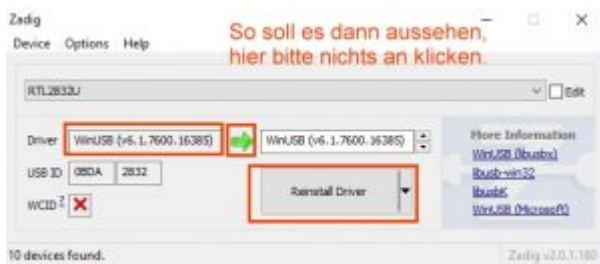 Zadig
So soll es dann aussehen,
hier bitte nichts an klicken.
Device Options Help
RTL2832U
Edit
Driver WinUSB (v6.1.7600.16385) WinUSB (v6.1.7600.16385)
More Information
WinUSB (libusbx)
libusb-win32
libusbK
WinUSB (Microsoft)
USB ID 0BDA 2832
Reinstall Driver
WCID ?
10 devices found.
Zadig v2.0.1.160